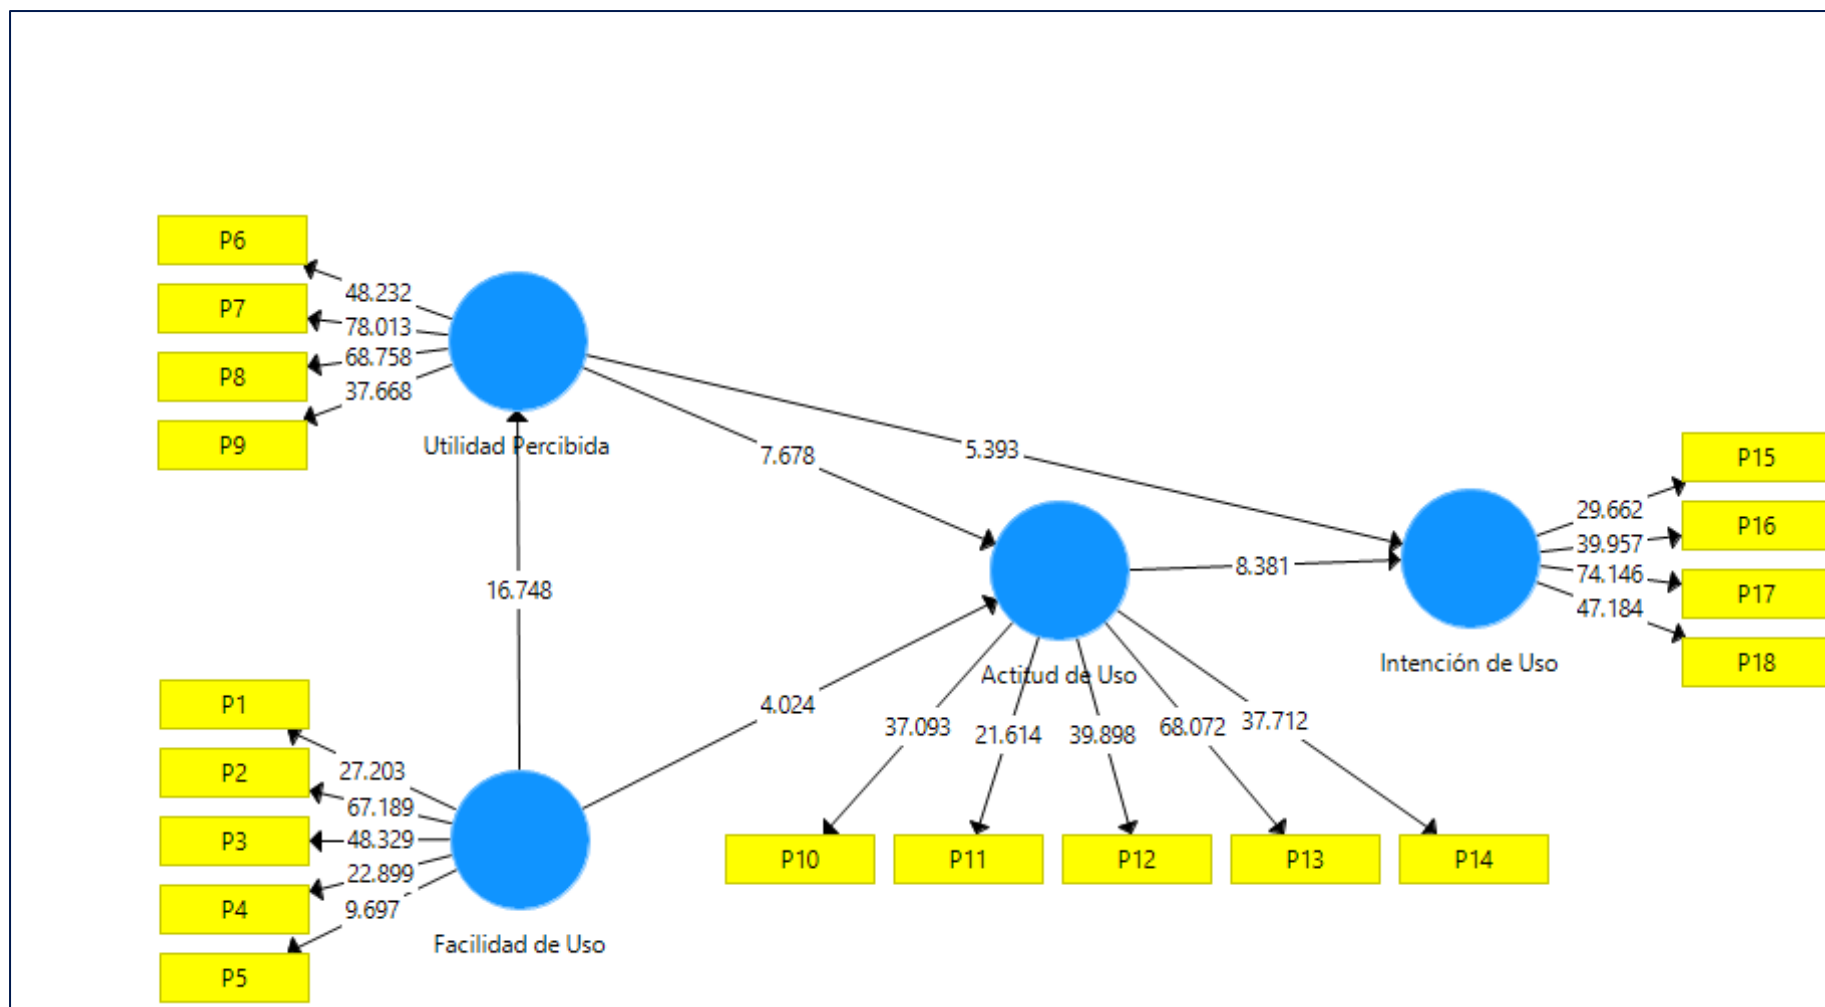 P6
P7
P8
P9
48.232
78.013
68.758
37.668
Utilidad Percibida
16.748
7.678
5.393
P1
P2
P3
P4
P5
27.203
67.189
48.329
22.899
9.697
Facilidad de Uso
4.024
Actitud de Uso
8.381
37.093
21.614
39.898
68.072
37.712
P10
P11
P12
P13
P14
Intención de Uso
29.662
39.957
74.146
47.184
P15
P16
P17
P18